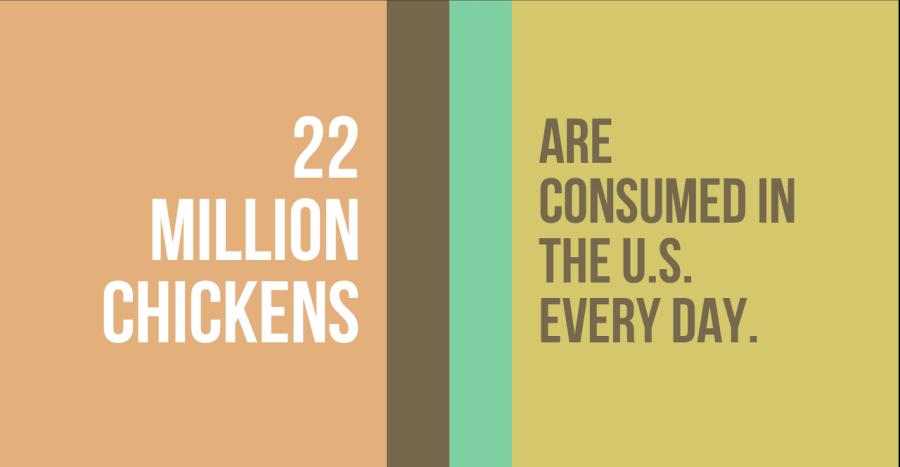 22
MILLION
CHICKENS
ARE
CONSUMED IN
THE U.S.
EVERY DAY.